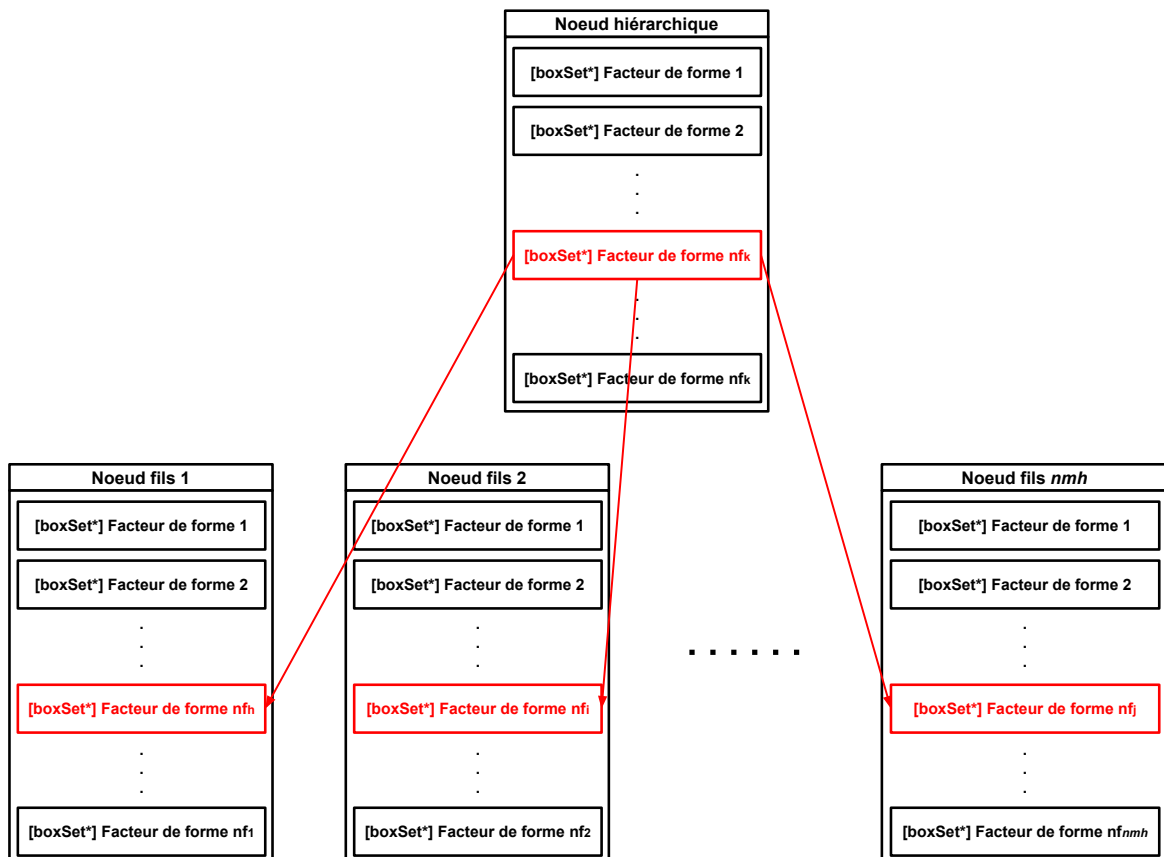 Noeud hiérarchique
[boxSet*] Facteur de forme 1
[boxSet*] Facteur de forme 2
[boxSet*] Facteur de forme nfk
[boxSet*] Facteur de forme nfk
Noeud fils 1
[boxSet*] Facteur de forme 1
[boxSet*] Facteur de forme 2
[boxSet*] Facteur de forme nfh
[boxSet*] Facteur de forme nf1
Noeud fils 2
[boxSet*] Facteur de forme 1
[boxSet*] Facteur de forme 2
[boxSet*] Facteur de forme nfi
[boxSet*] Facteur de forme nf2
. . . . . .
Noeud fils nmh
[boxSet*] Facteur de forme 1
[boxSet*] Facteur de forme 2
[boxSet*] Facteur de forme nfj
[boxSet*] Facteur de forme nfnmh